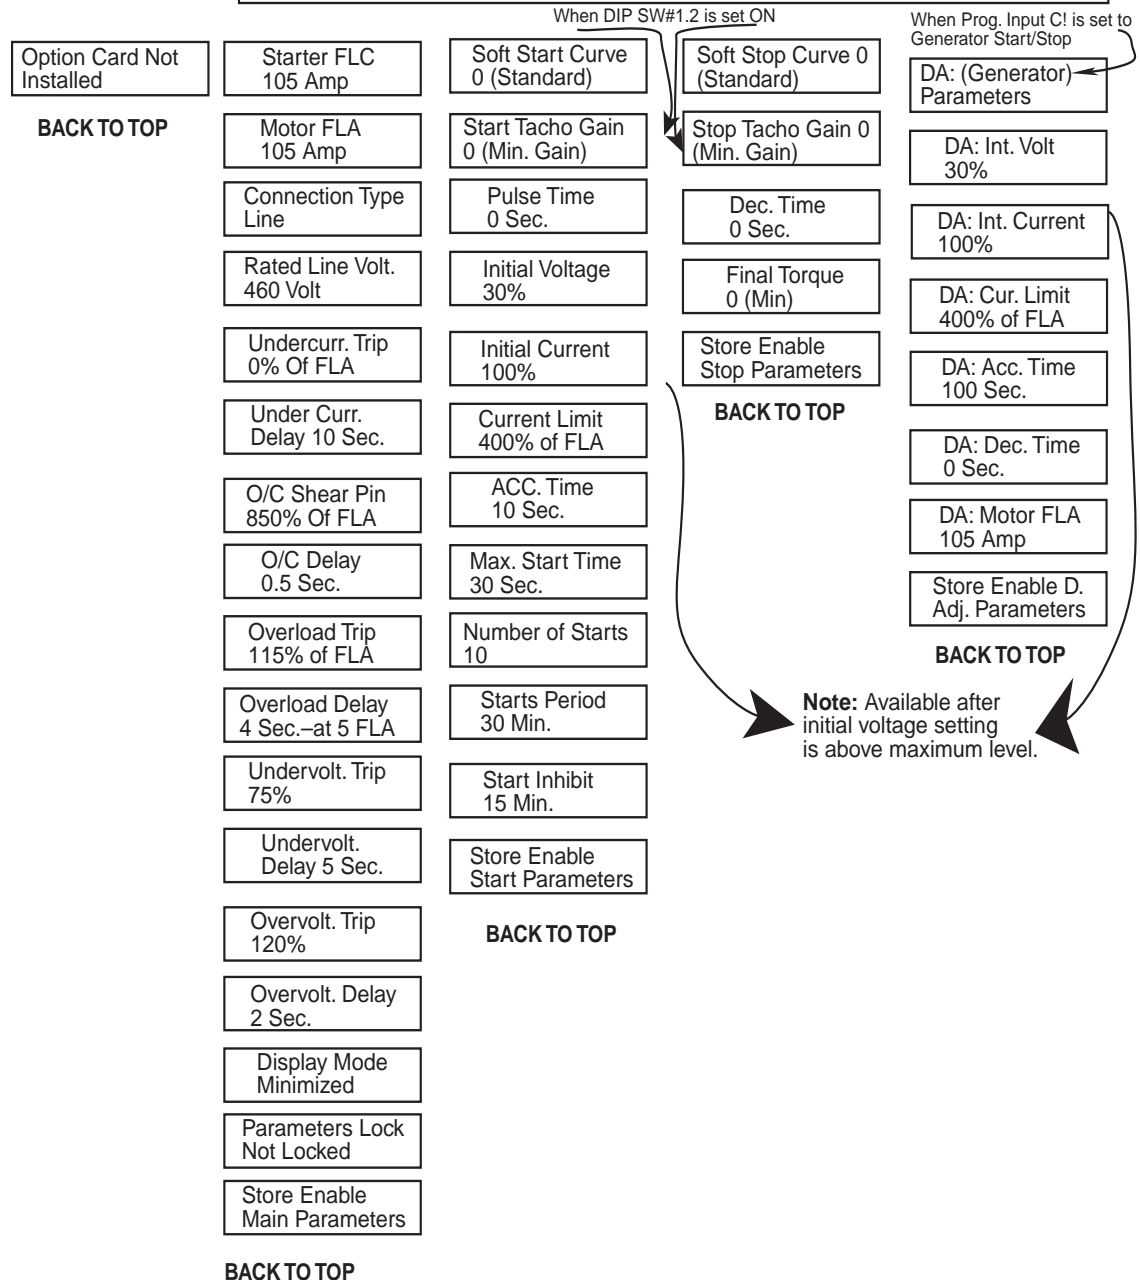 When DIP SW#1.2 is set ON
When Prog. Input C! is set to
Generator Start/Stop
Option Card Not
Installed
BACK TO TOP
Starter FLC
105 Amp
Motor FLA
105 Amp
Connection Type
Line
Rated Line Volt.
460 Volt
Undercurr. Trip
0% Of FLA
Under Curr.
Delay 10 Sec.
O/C Shear Pin
850% Of FLA
O/C Delay
0.5 Sec.
Overload Trip
115% of FLA
Overload Delay
4 Sec.–at 5 FLA
Undervolt. Trip
75%
Undervolt.
Delay 5 Sec.
Overvolt. Trip
120%
Overvolt. Delay
2 Sec.
Display Mode
Minimized
Parameters Lock
Not Locked
Store Enable
Main Parameters
BACK TO TOP
Soft Start Curve
0 (Standard)
Start Tacho Gain
0 (Min. Gain)
Pulse Time
0 Sec.
Initial Voltage
30%
Initial Current
100%
Current Limit
400% of FLA
ACC. Time
10 Sec.
Max. Start Time
30 Sec.
Number of Starts
10
Starts Period
30 Min.
Start Inhibit
15 Min.
Store Enable
Start Parameters
BACK TO TOP
Soft Stop Curve 0
(Standard)
Stop Tacho Gain 0
(Min. Gain)
Dec. Time
0 Sec.
Final Torque
0 (Min)
Store Enable
Stop Parameters
BACK TO TOP
DA: (Generator)
Parameters
DA: Int. Volt
30%
DA: Int. Current
100%
DA: Cur. Limit
400% of FLA
DA: Acc. Time
100 Sec.
DA: Dec. Time
0 Sec.
DA: Motor FLA
105 Amp
Store Enable D.
Adj. Parameters
BACK TO TOP
Note: Available after
initial voltage setting
is above maximum level.